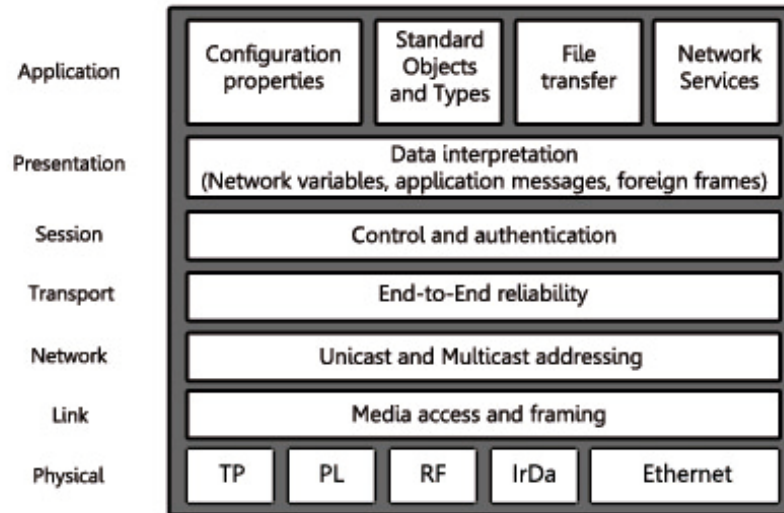 Application
Configuration
properties
Standard
Objects
and Types
File
transfer
Network
Services
Presentation
Data interpretation
(Network variables, application messages, foreign frames)
Session
Control and authentication
Transport
End-to-End reliability
Network
Unicast and Multicast addressing
Link
Media access and framing
Physical
TP
PL
RF
IrDa
Ethernet